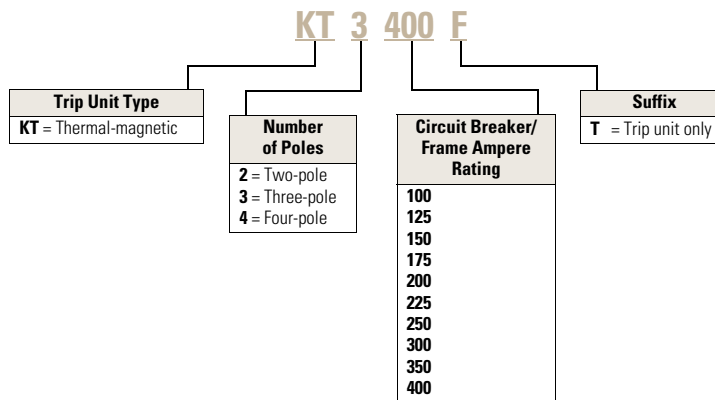 KT 3 400 F
Trip Unit Type
KT = Thermal-magnetic
Number
of Poles
2 = Two-pole
3 = Three-pole
4 = Four-pole
Circuit Breaker/
Frame Ampere
Rating
100
125
150
175
200
225
250
300
350
400
Suffix
T = Trip unit only